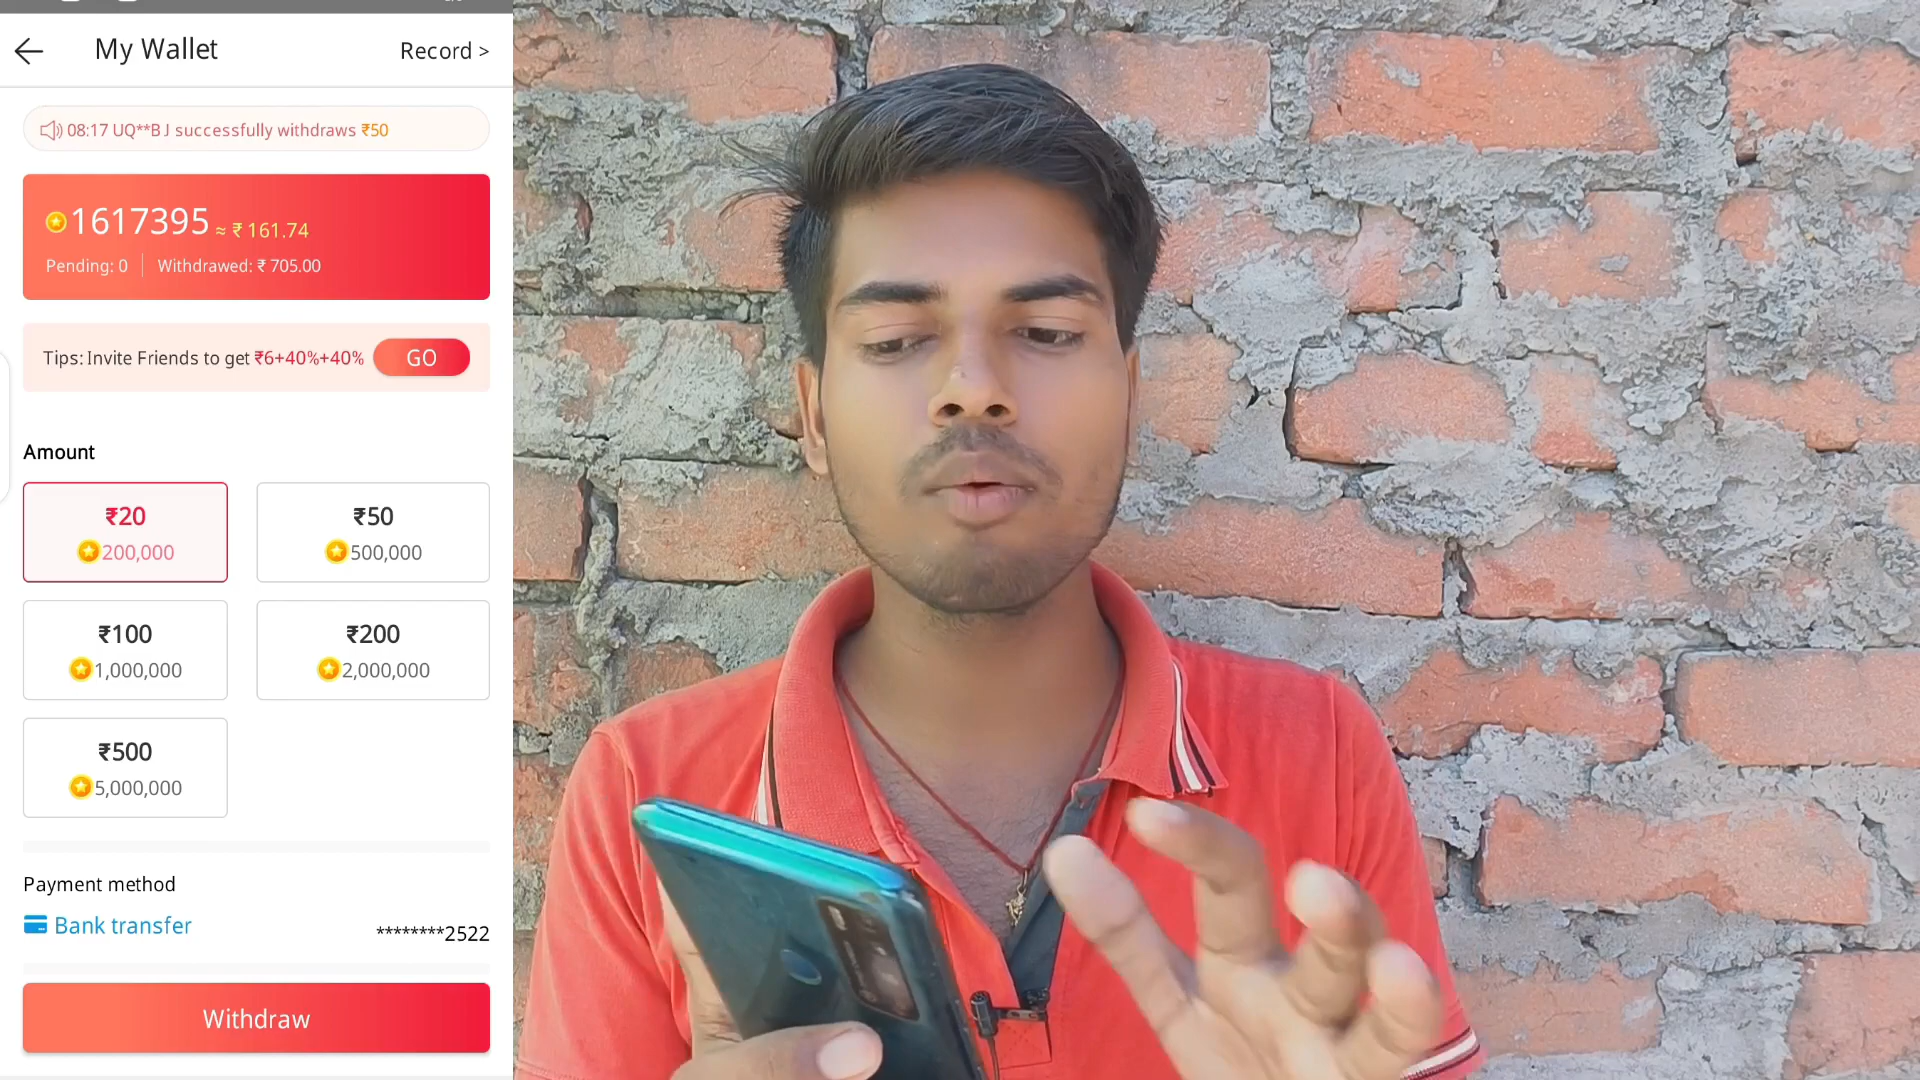 My Wallet
Record >
08:17 UQ**BJ successfully withdraws ₹50
1617395 ≈ ₹ 161.74
Pending: 0 | Withdrawed: ₹ 705.00
Tips: Invite Friends to get ₹6+40%+40% GO
Amount
₹20
200,000
₹50
500,000
₹100
1,000,000
₹200
2,000,000
₹500
5,000,000
Payment method
Bank transfer
********2522
Withdraw